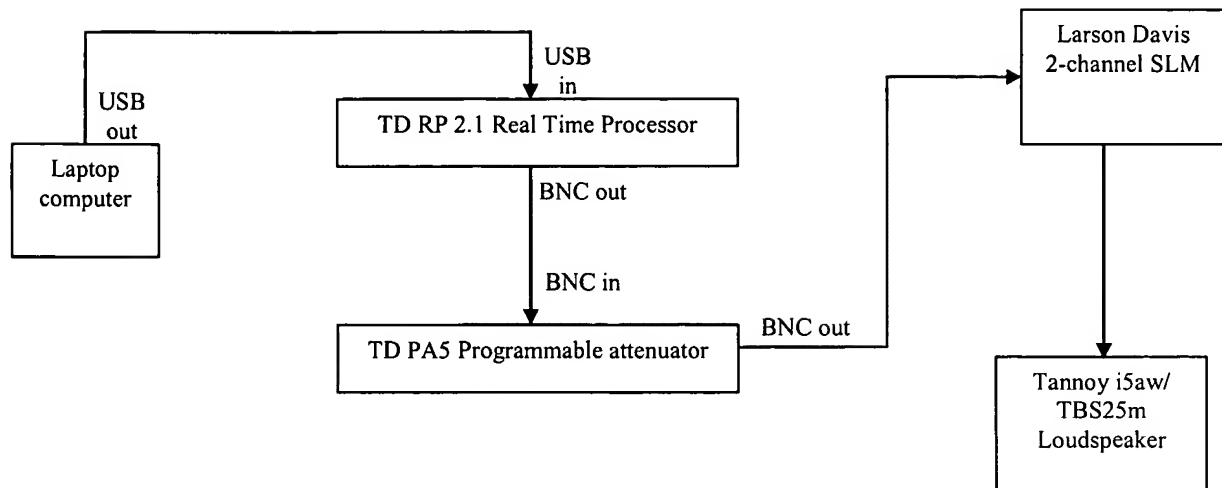 USB
out
Laptop
computer
USB
in
TD RP 2.1 Real Time Processor
BNC out
BNC in
TD PA5 Programmable attenuator
BNC out
Larson Davis
2-channel SLM
Tannoy i5aw/
TBS25m
Loudspeaker